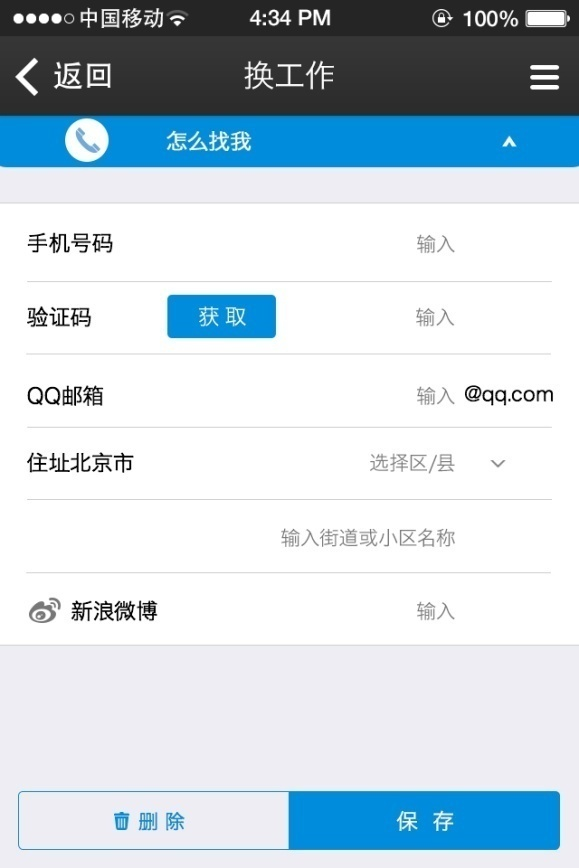 中国移动 4:34 PM 100%
返回 换工作
怎么找我
手机号码 输入
验证码 获取 输入
QQ邮箱 输入 @qq.com
住址北京市 选择区/县
输入街道或小区名称
新浪微博 输入
删除 保存